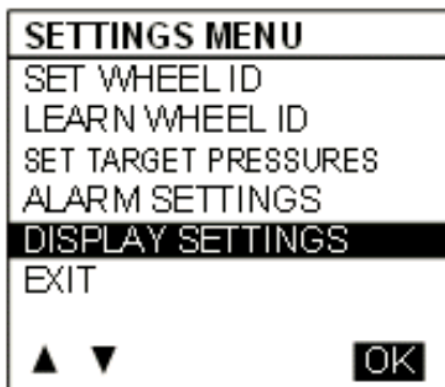 SETTINGS MENU
SET WHEEL ID
LEARN WHEEL ID
SET TARGET PRESSURES
ALARM SETTINGS
DISPLAY SETTINGS
EXIT
▲ ▼ OK